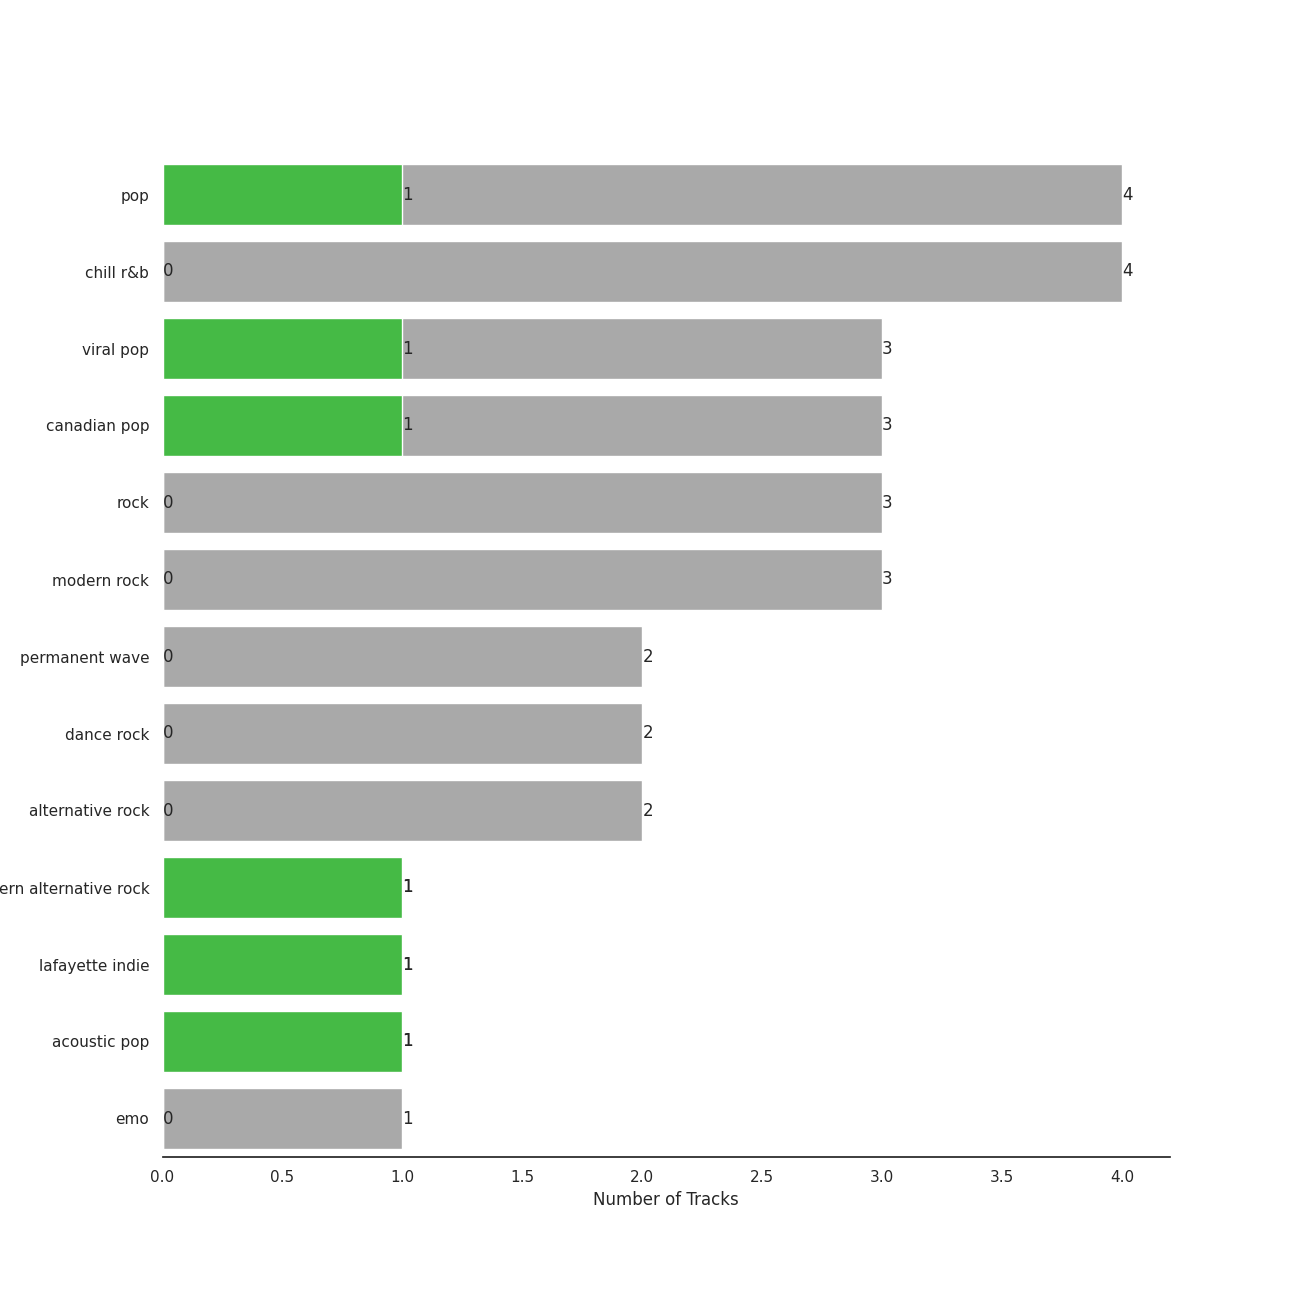 pop 1 4
chill r&b 0 4
viral pop 1 3
canadian pop 1 3
rock 0 3
modern rock 0 3
permanent wave 0 2
dance rock 0 2
alternative rock 0 2
ern alternative rock 1
lafayette indie 1
acoustic pop 1
emo 0 1
0.0 0.5 1.0 1.5 2.0 2.5 3.0 3.5 4.0
Number of Tracks